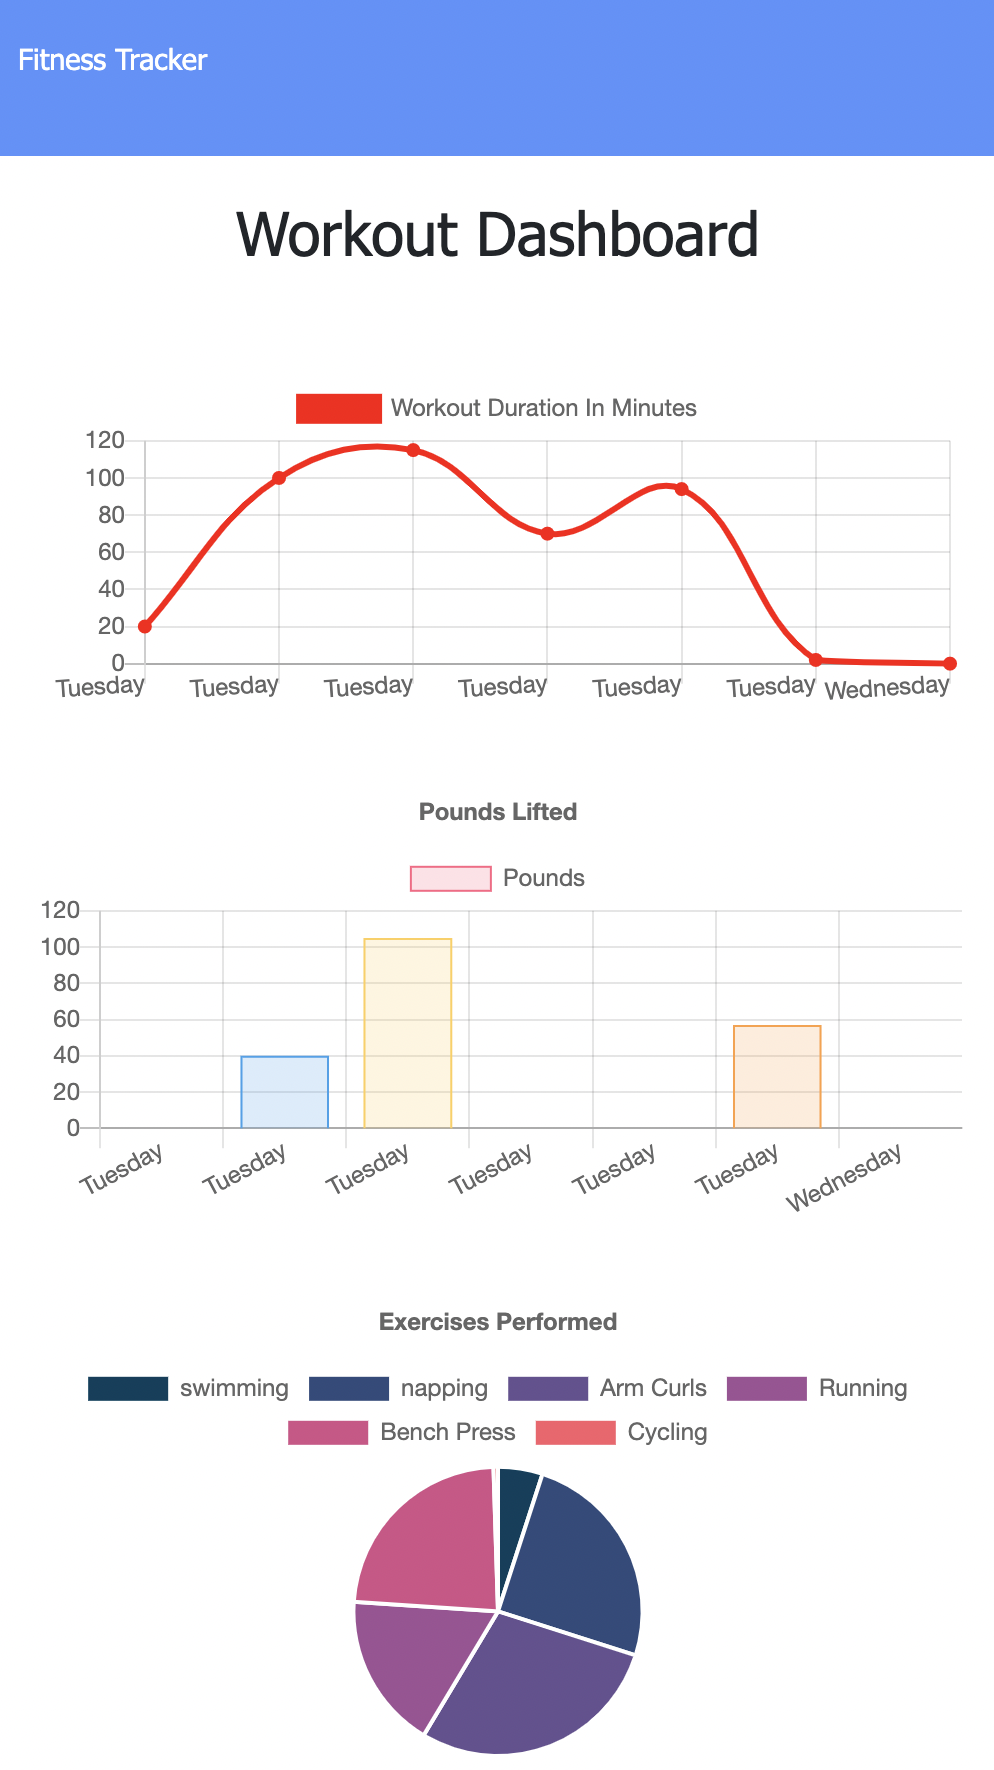 Fitness Tracker
Workout Dashboard
Workout Duration In Minutes
120
100
80
60
40
20
0
Tuesday Tuesday Tuesday Tuesday Tuesday Tuesday Wednesday
Pounds Lifted
Pounds
120
100
80
60
40
20
0
Tuesday Tuesday Tuesday Tuesday Tuesday Tuesday Wednesday
Exercises Performed
swimming napping Arm Curls Running
Bench Press Cycling